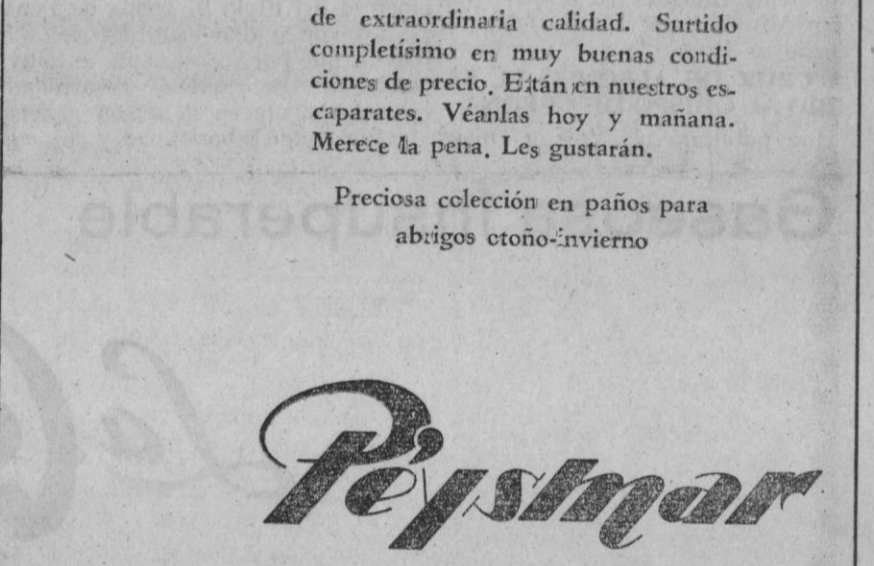 de extraordinaria calidad. Surtido
completísimo en muy buenas condi-
ciones de precio. Están en nuestros es-
caparates. Véanlas hoy y mañana.
Merece la pena. Les gustarán.
Preciosa colección en paños para
abrigos otoño-invierno
Peysmar